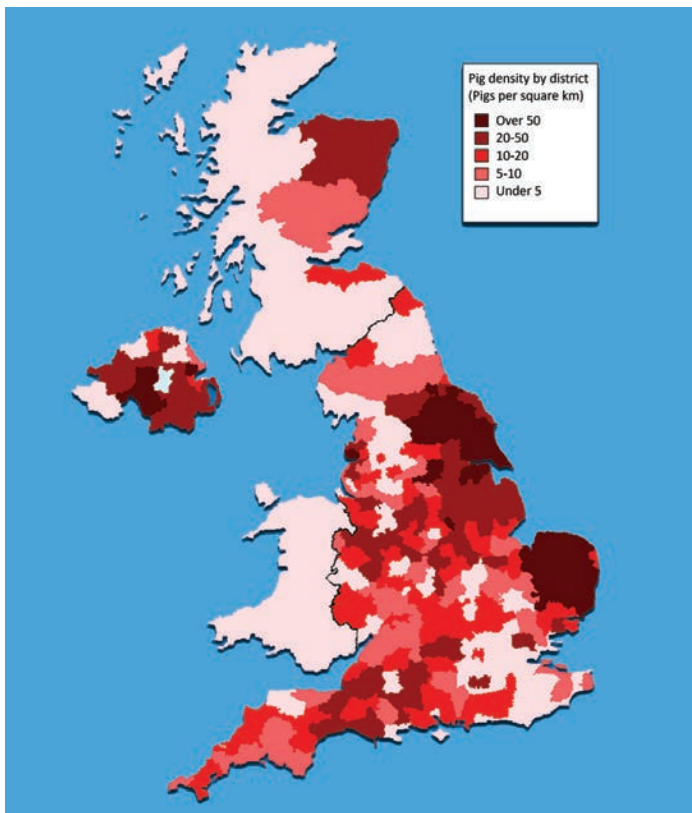 Pig density by district
(Pigs per square km)
Over 50
20-50
10-20
5-10
Under 5